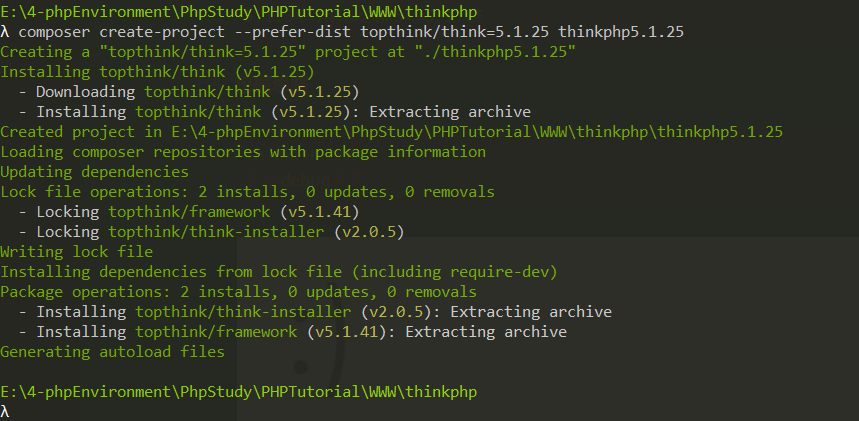 E:\4-phpEnvironment\PhpStudy\PHPTutorial\WWW\thinkphp
λ composer create-project --prefer-dist topthink/think=5.1.25 thinkphp5.1.25
Creating a "topthink/think=5.1.25" project at "./thinkphp5.1.25"
Installing topthink/think (v5.1.25)
  - Downloading topthink/think (v5.1.25)
  - Installing topthink/think (v5.1.25): Extracting archive
Created project in E:\4-phpEnvironment\PhpStudy\PHPTutorial\WWW\thinkphp\thinkphp5.1.25
Loading composer repositories with package information
Updating dependencies
Lock file operations: 2 installs, 0 updates, 0 removals
  - Locking topthink/framework (v5.1.41)
  - Locking topthink/think-installer (v2.0.5)
Writing lock file
Installing dependencies from lock file (including require-dev)
Package operations: 2 installs, 0 updates, 0 removals
  - Installing topthink/think-installer (v2.0.5): Extracting archive
  - Installing topthink/framework (v5.1.41): Extracting archive
Generating autoload files
E:\4-phpEnvironment\PhpStudy\PHPTutorial\WWW\thinkphp
λ